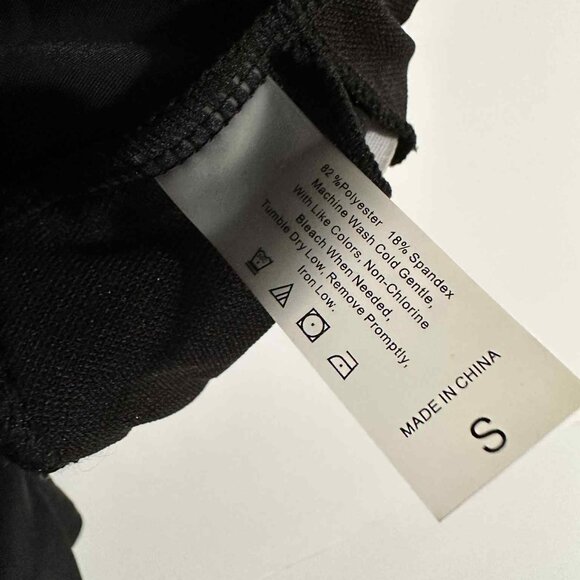 82 %Polyester 18% Spandex
Machine Wash Cold Gentle,
With Like Colors, Non-Chlorine
Bleach When Needed,
Tumble Dry Low, Remove Promptly,
Iron Low.
MADE IN CHINA
S